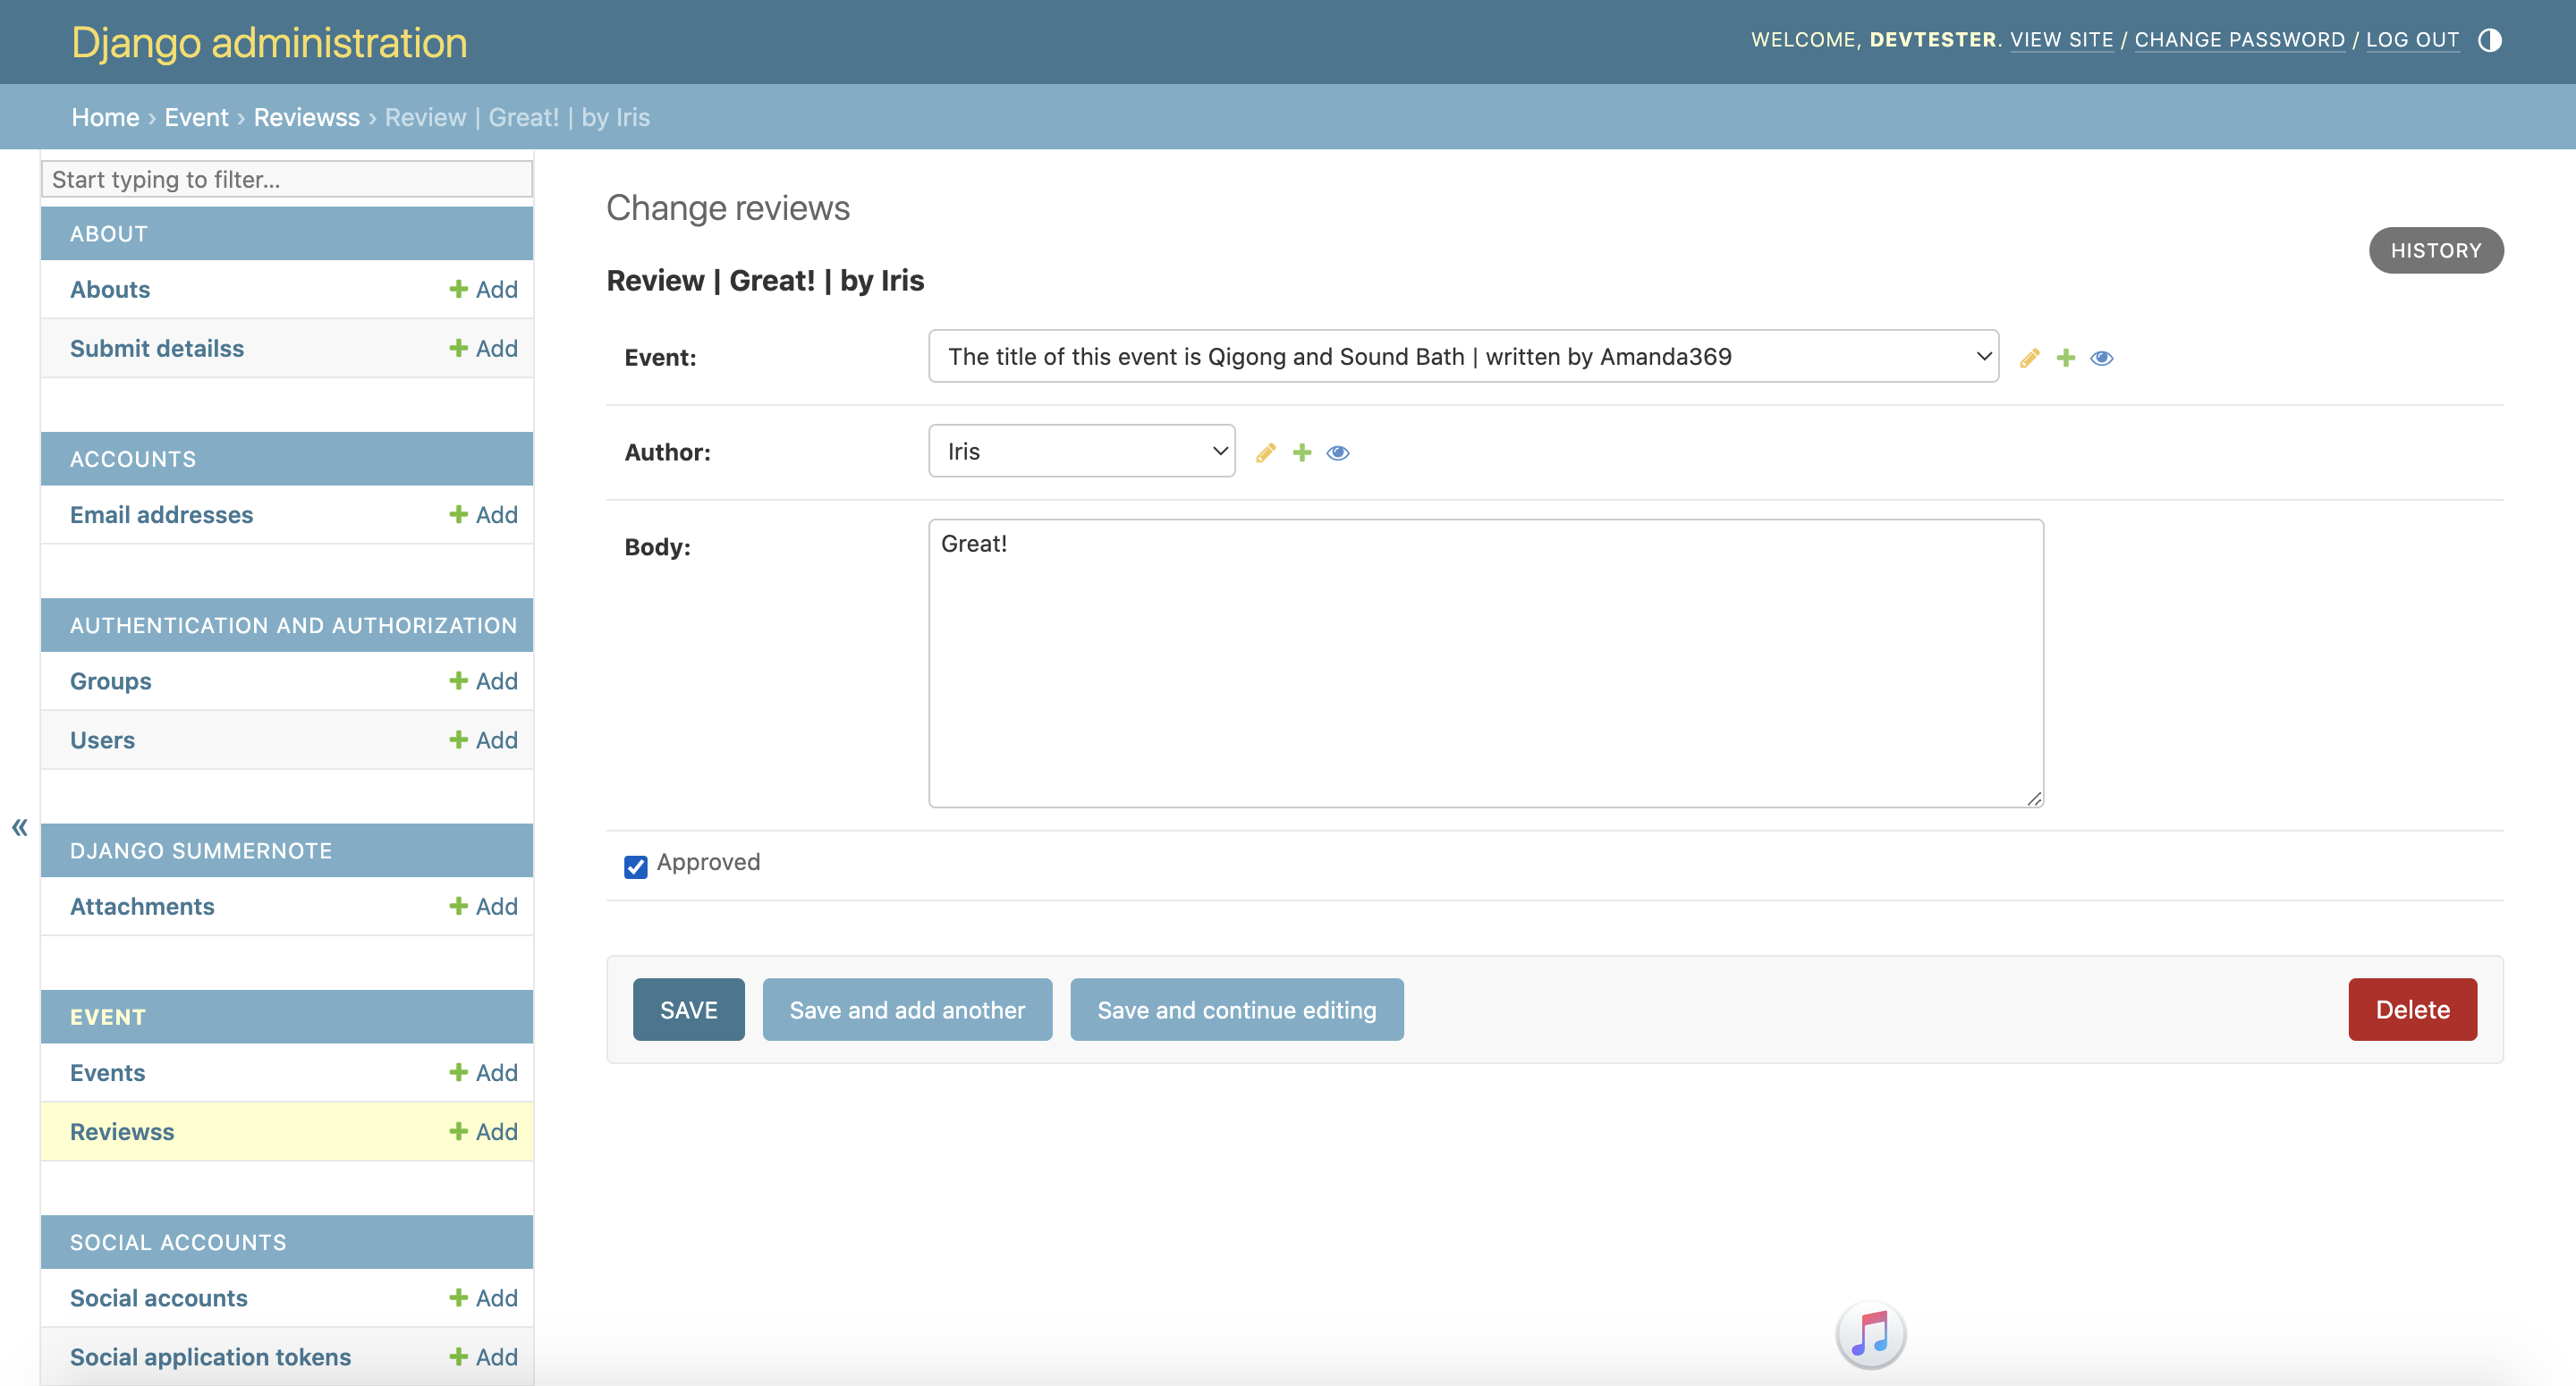 Django administration
WELCOME, DEVTESTER. VIEW SITE / CHANGE PASSWORD / LOG OUT
Home › Event › Reviewss › Review | Great! | by Iris
Start typing to filter...
ABOUT
Abouts Add
Submit detailss Add
ACCOUNTS
Email addresses Add
AUTHENTICATION AND AUTHORIZATION
Groups Add
Users Add
«
DJANGO SUMMERNOTE
Attachments Add
EVENT
Events Add
Reviewss Add
SOCIAL ACCOUNTS
Social accounts Add
Social application tokens Add
Change reviews
HISTORY
Review | Great! | by Iris
Event: The title of this event is Qigong and Sound Bath | written by Amanda369
Author: Iris
Body: Great!
Approved
SAVE Save and add another Save and continue editing Delete